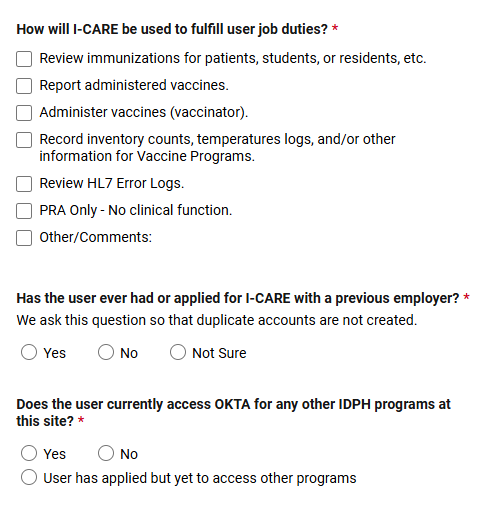 How will I-CARE be used to fulfill user job duties? *
Review immunizations for patients, students, or residents, etc.
Report administered vaccines.
Administer vaccines (vaccinator).
Record inventory counts, temperatures logs, and/or other
information for Vaccine Programs.
Review HL7 Error Logs.
PRA Only - No clinical function.
Other/Comments:
Has the user ever had or applied for I-CARE with a previous employer? *
We ask this question so that duplicate accounts are not created.
Yes No Not Sure
Does the user currently access OKTA for any other IDPH programs at
this site? *
Yes No
User has applied but yet to access other programs